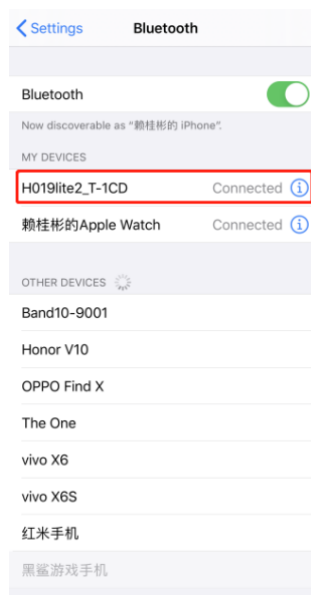 Settings
Bluetooth
Bluetooth
Now discoverable as “赖桂彬的 iPhone”.
MY DEVICES
H019lite2_T-1CD Connected
赖桂彬的Apple Watch Connected
OTHER DEVICES
Band10-9001
Honor V10
OPPO Find X
The One
vivo X6
vivo X6S
红米手机
黑鲨游戏手机